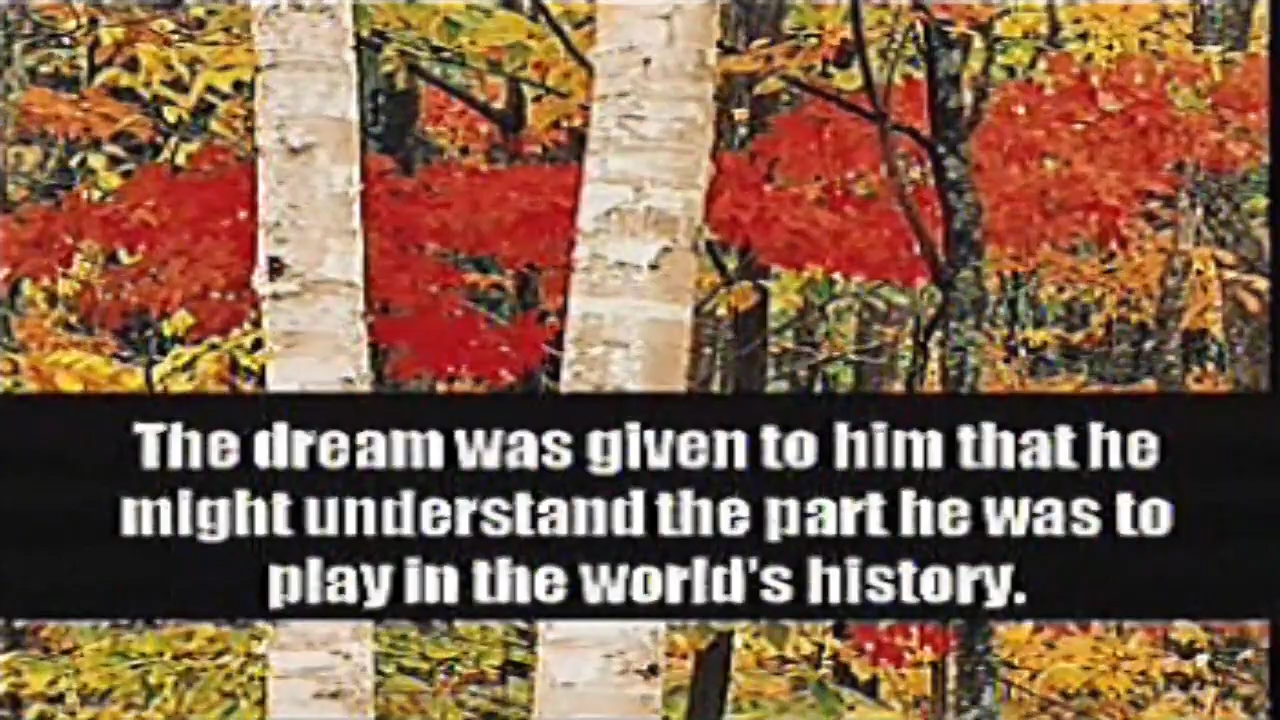 The dream was given to him that he
might understand the part he was to
play in the world's history.